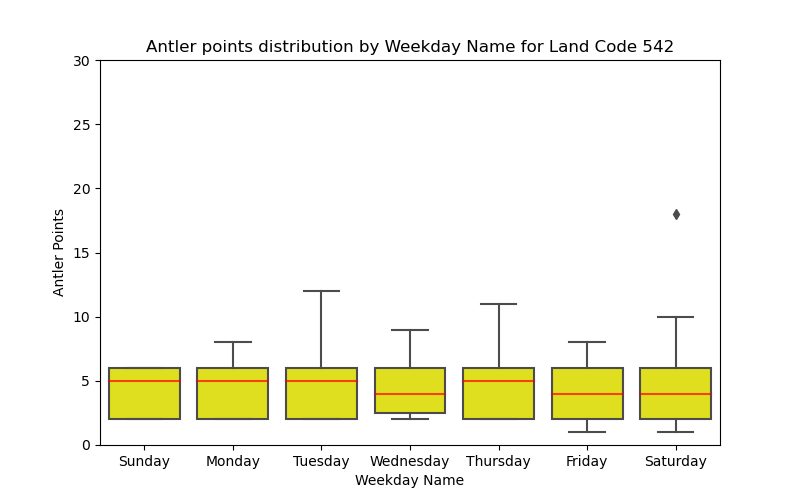 Antler points distribution by Weekday Name for Land Code 542
30
25
20
15
10
5
0
Antler Points
Sunday Monday Tuesday Wednesday Thursday Friday Saturday
Weekday Name